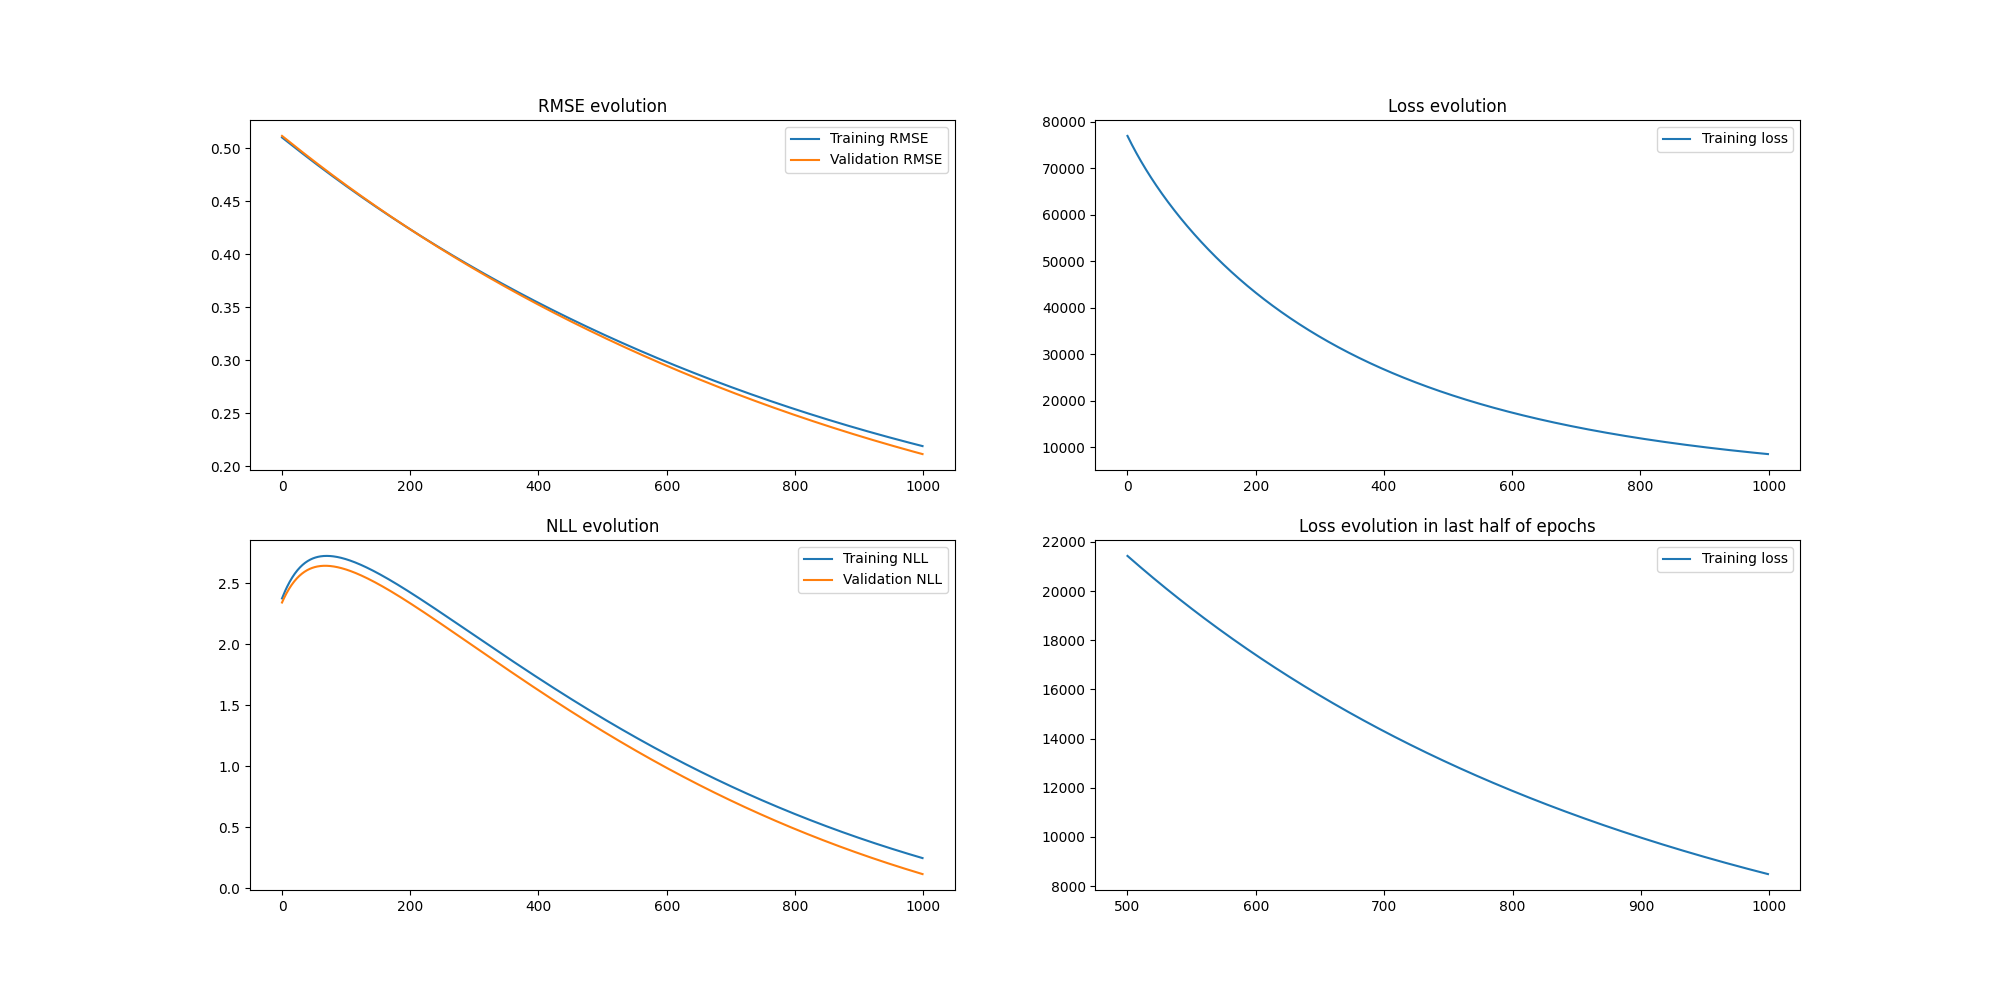 RMSE evolution
0.50
0.45
0.40
0.35
0.30
0.25
0.20
Training RMSE
Validation RMSE
0 200 400 600 800 1000
Loss evolution
80000
70000
60000
50000
40000
30000
20000
10000
Training loss
0 200 400 600 800 1000
NLL evolution
2.5
2.0
1.5
1.0
0.5
0.0
Training NLL
Validation NLL
0 200 400 600 800 1000
Loss evolution in last half of epochs
22000
20000
18000
16000
14000
12000
10000
8000
Training loss
500 600 700 800 900 1000